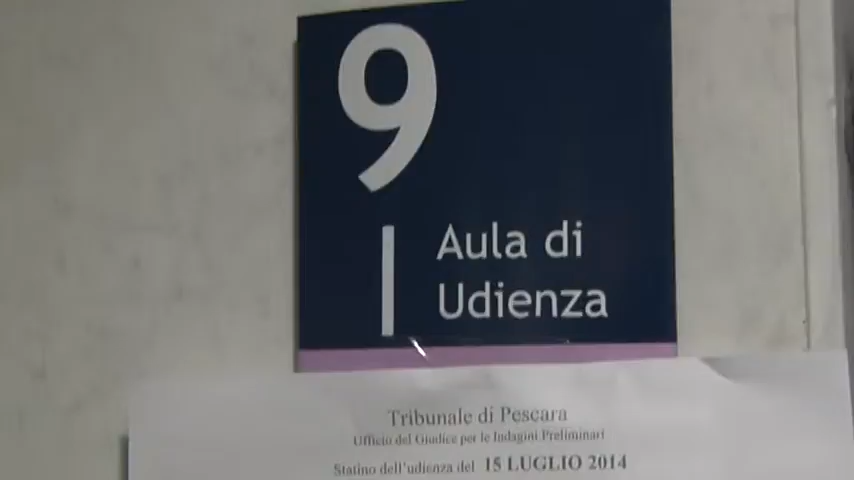 9
Aula di
Udienza
Tribunale di Pescara
Ufficio del Giudice per le Indagini Preliminari
Statino dell'udienza del 15 LUGLIO 2014